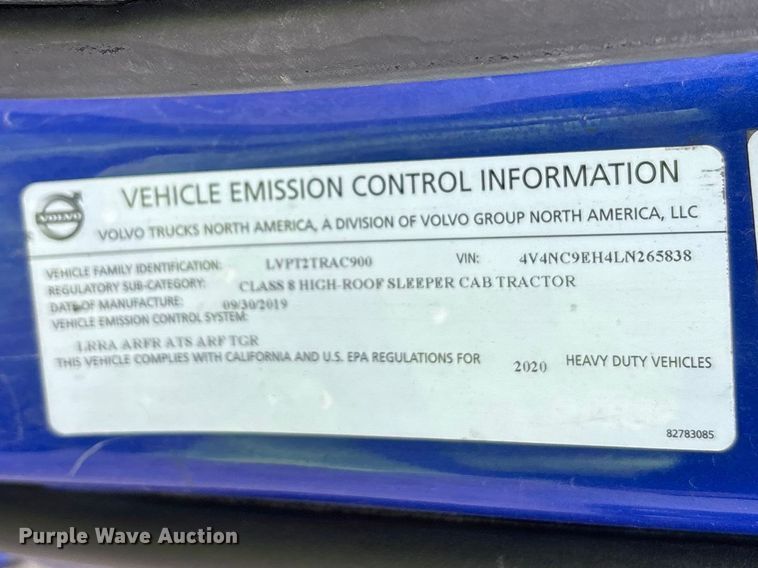 VOLVO
VEHICLE EMISSION CONTROL INFORMATION
VOLVO TRUCKS NORTH AMERICA, A DIVISION OF VOLVO GROUP NORTH AMERICA, LLC
VEHICLE FAMILY IDENTIFICATION: LVPT2TRAC900 VIN: 4V4NC9EH4LN265838
REGULATORY SUB-CATEGORY: CLASS 8 HIGH-ROOF SLEEPER CAB TRACTOR
DATE OF MANUFACTURE: 09/30/2019
VEHICLE EMISSION CONTROL SYSTEM:
LRRA ARFR ATS ARF TGR
THIS VEHICLE COMPLIES WITH CALIFORNIA AND U.S. EPA REGULATIONS FOR 2020 HEAVY DUTY VEHICLES
82783085
Purple Wave Auction